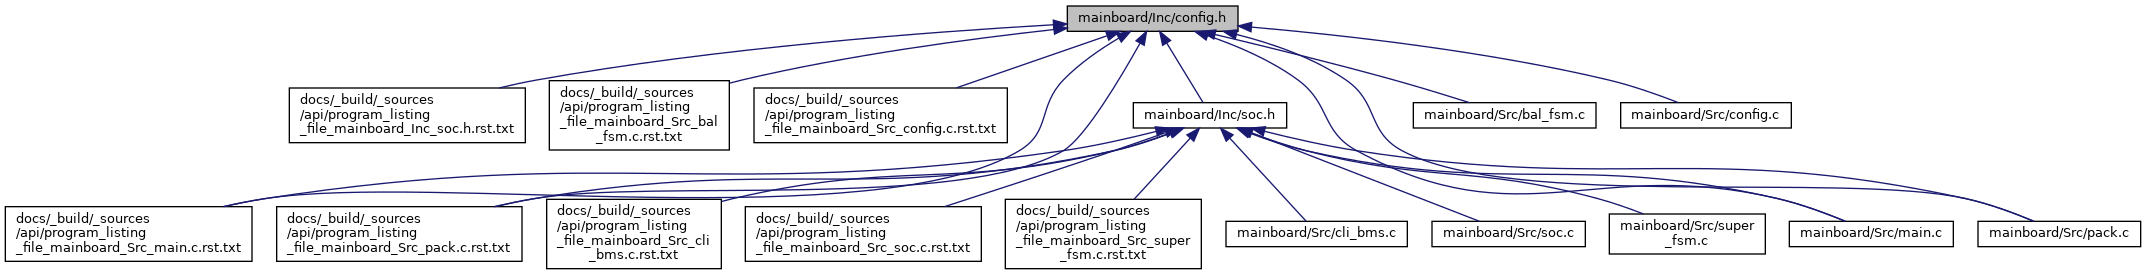 mainboard/Inc/config.h
docs/_build/_sources
/api/program_listing
_file_mainboard_Inc_soc.h.rst.txt
docs/_build/_sources
/api/program_listing
_file_mainboard_Src_bal
_fsm.c.rst.txt
docs/_build/_sources
/api/program_listing
_file_mainboard_Src_config.c.rst.txt
mainboard/Inc/soc.h
mainboard/Src/bal_fsm.c
mainboard/Src/config.c
docs/_build/_sources
/api/program_listing
_file_mainboard_Src_main.c.rst.txt
docs/_build/_sources
/api/program_listing
_file_mainboard_Src_pack.c.rst.txt
docs/_build/_sources
/api/program_listing
_file_mainboard_Src_cli
_bms.c.rst.txt
docs/_build/_sources
/api/program_listing
_file_mainboard_Src_soc.c.rst.txt
docs/_build/_sources
/api/program_listing
_file_mainboard_Src_super
_fsm.c.rst.txt
mainboard/Src/cli_bms.c
mainboard/Src/soc.c
mainboard/Src/super
_fsm.c
mainboard/Src/main.c
mainboard/Src/pack.c